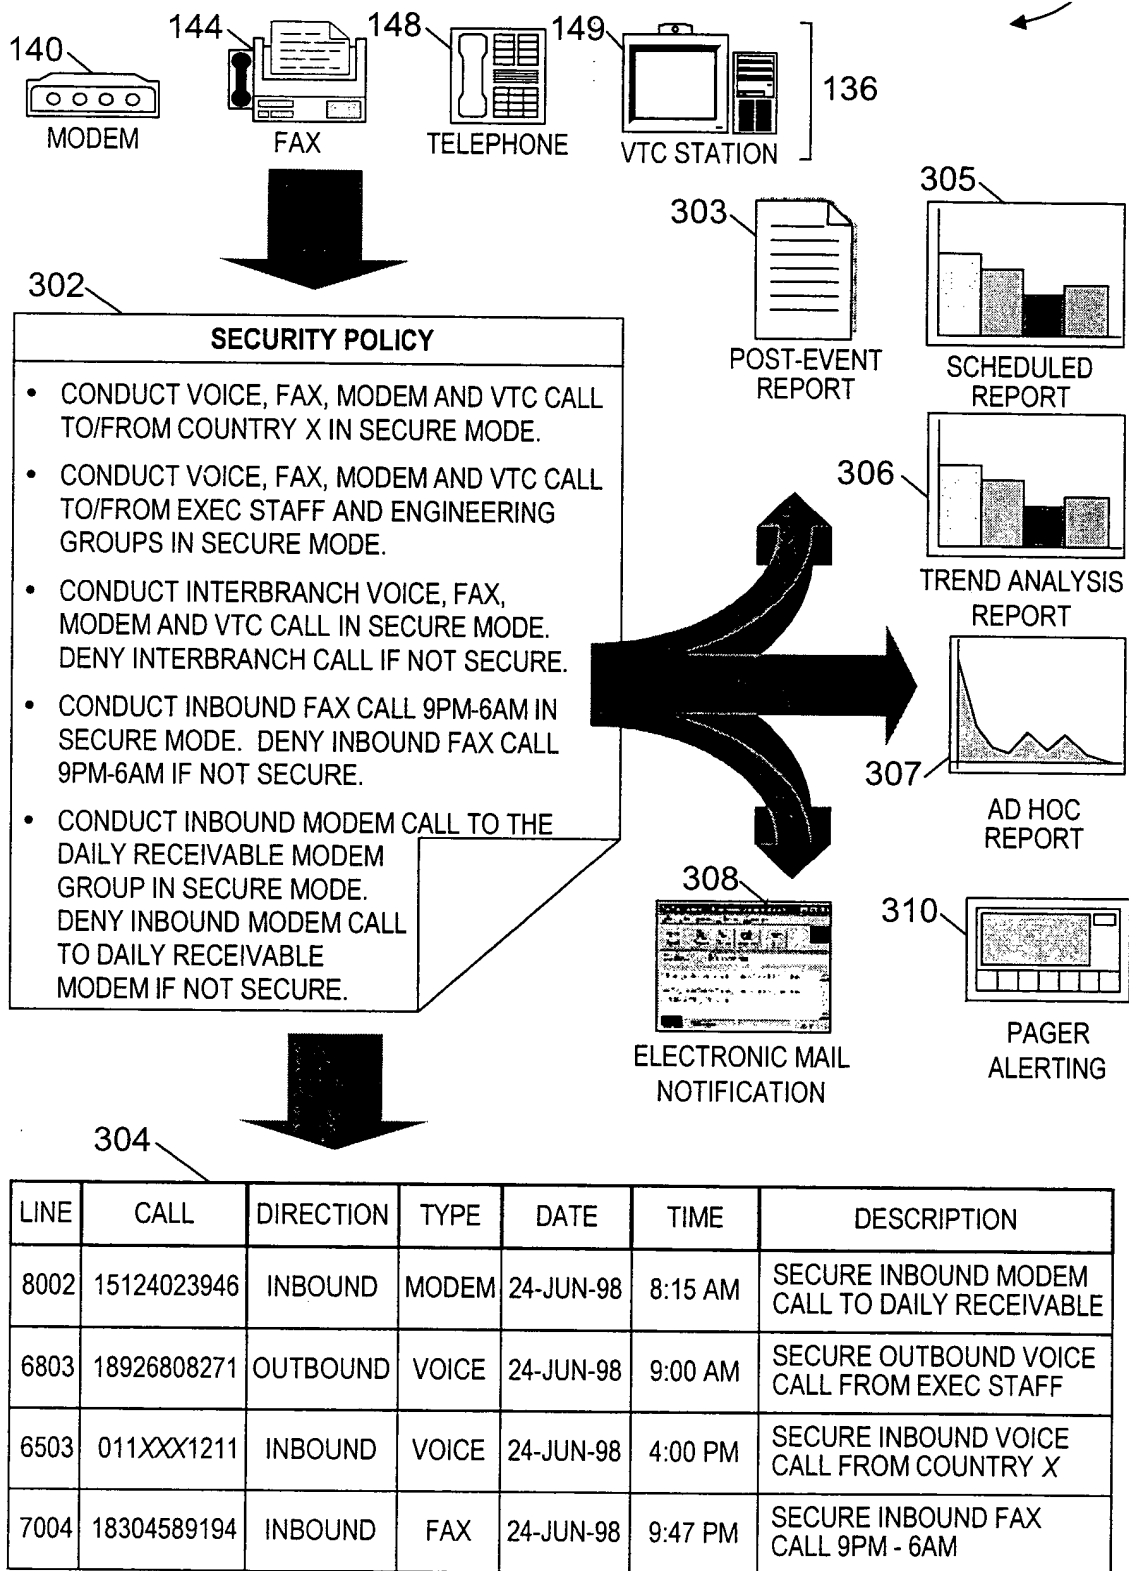 140
MODEM
144
FAX
148
TELEPHONE
149
VTC STATION
136
302
SECURITY POLICY
• CONDUCT VOICE, FAX, MODEM AND VTC CALL
TO/FROM COUNTRY X IN SECURE MODE.
• CONDUCT VOICE, FAX, MODEM AND VTC CALL
TO/FROM EXEC STAFF AND ENGINEERING
GROUPS IN SECURE MODE.
• CONDUCT INTERBRANCH VOICE, FAX,
MODEM AND VTC CALL IN SECURE MODE.
DENY INTERBRANCH CALL IF NOT SECURE.
• CONDUCT INBOUND FAX CALL 9PM-6AM IN
SECURE MODE. DENY INBOUND FAX CALL
9PM-6AM IF NOT SECURE.
• CONDUCT INBOUND MODEM CALL TO THE
DAILY RECEIVABLE MODEM
GROUP IN SECURE MODE.
DENY INBOUND MODEM CALL
TO DAILY RECEIVABLE
MODEM IF NOT SECURE.
303
POST-EVENT
REPORT
305
SCHEDULED
REPORT
306
TREND ANALYSIS
REPORT
307
AD HOC
REPORT
308
ELECTRONIC MAIL
NOTIFICATION
310
PAGER
ALERTING
304
LINE CALL DIRECTION TYPE DATE TIME DESCRIPTION
8002 15124023946 INBOUND MODEM 24-JUN-98 8:15 AM SECURE INBOUND MODEM
CALL TO DAILY RECEIVABLE
6803 18926808271 OUTBOUND VOICE 24-JUN-98 9:00 AM SECURE OUTBOUND VOICE
CALL FROM EXEC STAFF
6503 011XXX1211 INBOUND VOICE 24-JUN-98 4:00 PM SECURE INBOUND VOICE
CALL FROM COUNTRY X
7004 18304589194 INBOUND FAX 24-JUN-98 9:47 PM SECURE INBOUND FAX
CALL 9PM - 6AM